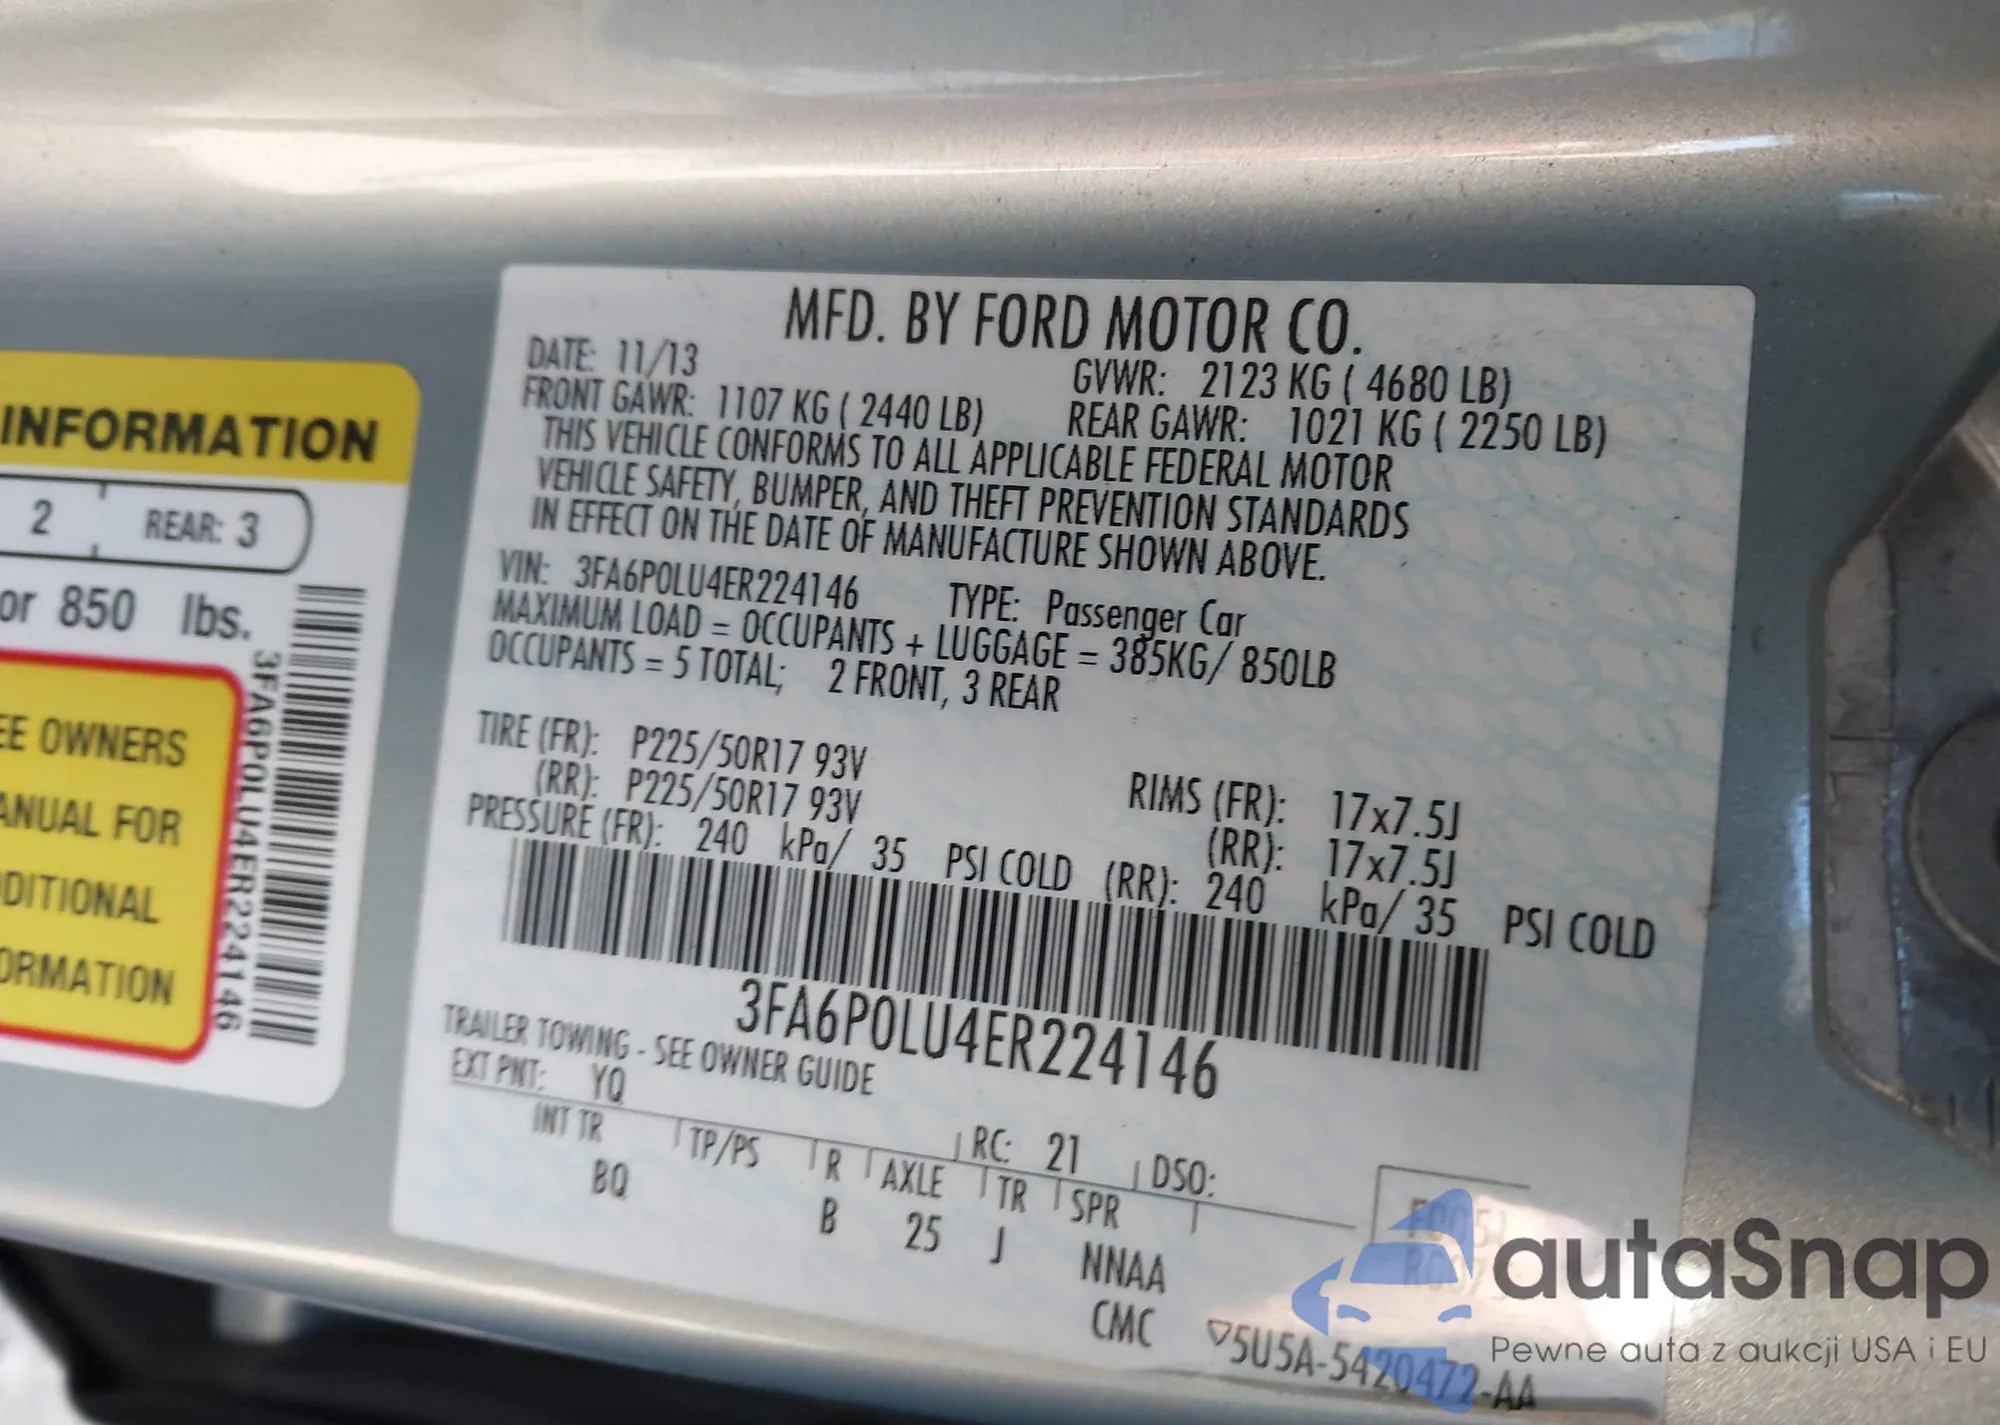 INFORMATION
2 REAR: 3
or 850 lbs.
EE OWNERS
ANUAL FOR
DDITIONAL
ORMATION
3FA6P0LU4ER224146
MFD. BY FORD MOTOR CO.
DATE: 11/13 GVWR: 2123 KG ( 4680 LB)
FRONT GAWR: 1107 KG ( 2440 LB) REAR GAWR: 1021 KG ( 2250 LB)
THIS VEHICLE CONFORMS TO ALL APPLICABLE FEDERAL MOTOR
VEHICLE SAFETY, BUMPER, AND THEFT PREVENTION STANDARDS
IN EFFECT ON THE DATE OF MANUFACTURE SHOWN ABOVE.
VIN: 3FA6P0LU4ER224146 TYPE: Passenger Car
MAXIMUM LOAD = OCCUPANTS + LUGGAGE = 385KG/ 850LB
OCCUPANTS = 5 TOTAL; 2 FRONT, 3 REAR
TIRE (FR): P225/50R17 93V RIMS (FR): 17x7.5J
(RR): P225/50R17 93V (RR): 17x7.5J
PRESSURE (FR): 240 kPa/ 35 PSI COLD (RR): 240 kPa/ 35 PSI COLD
3FA6P0LU4ER224146
TRAILER TOWING - SEE OWNER GUIDE
EXT PNT: YQ RC: 21 DSO:
INT TR TP/PS R AXLE TR SPR
BQ B 25 J NNAA
CMC
▽5U5A-5420472-AA
autaSnap
Pewne auta z aukcji USA i EU